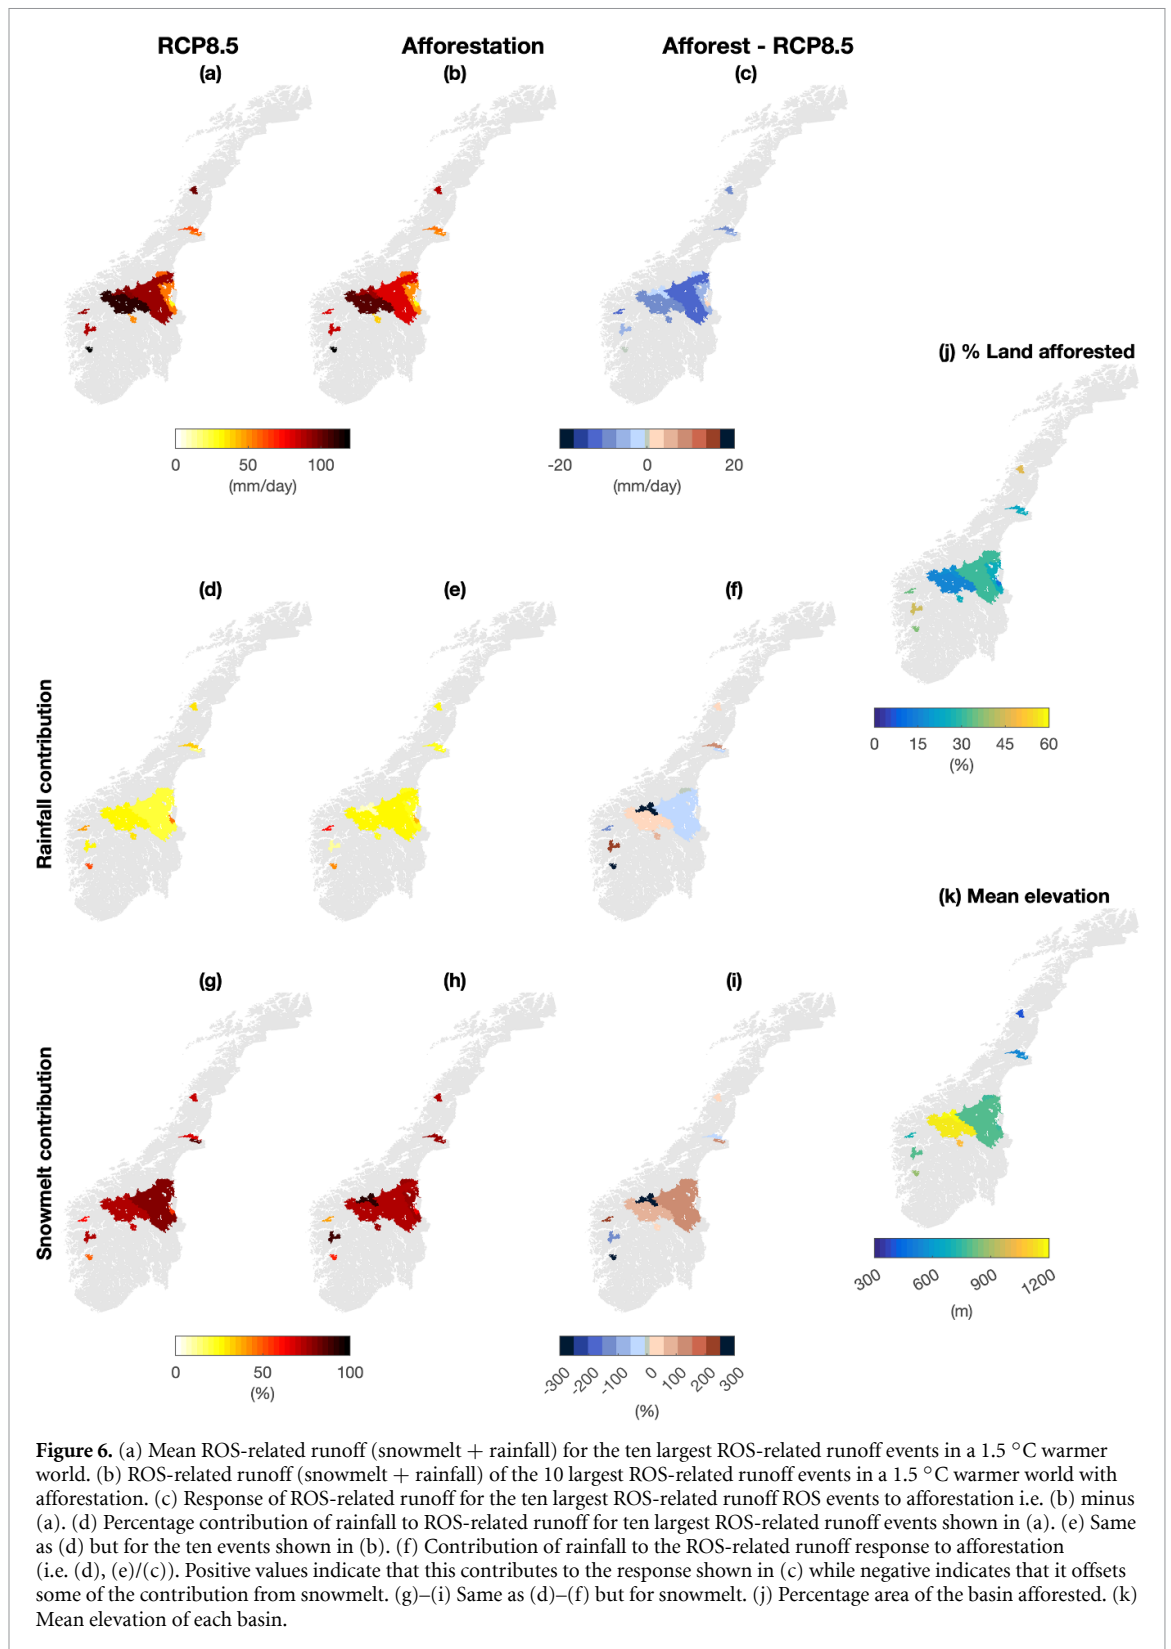 RCP8.5
Afforestation
Afforest - RCP8.5
(a)
(b)
(c)
0
50
100
(mm/day)
-20
0
20
(mm/day)
(j) % Land afforested
0
15
30
45
60
(%)
Rainfall contribution
(d)
(e)
(f)
(k) Mean elevation
300
600
900
1200
(m)
Snowmelt contribution
(g)
(h)
(i)
0
50
100
(%)
-300
-200
-100
0
100
200
300
(%)
Figure 6. (a) Mean ROS-related runoff (snowmelt + rainfall) for the ten largest ROS-related runoff events in a 1.5 °C warmer
world. (b) ROS-related runoff (snowmelt + rainfall) of the 10 largest ROS-related runoff events in a 1.5 °C warmer world with
afforestation. (c) Response of ROS-related runoff for the ten largest ROS-related runoff ROS events to afforestation i.e. (b) minus
(a). (d) Percentage contribution of rainfall to ROS-related runoff for ten largest ROS-related runoff events shown in (a). (e) Same
as (d) but for the ten events shown in (b). (f) Contribution of rainfall to the ROS-related runoff response to afforestation
(i.e. (d), (e)/(c)). Positive values indicate that this contributes to the response shown in (c) while negative indicates that it offsets
some of the contribution from snowmelt. (g)–(i) Same as (d)–(f) but for snowmelt. (j) Percentage area of the basin afforested. (k)
Mean elevation of each basin.